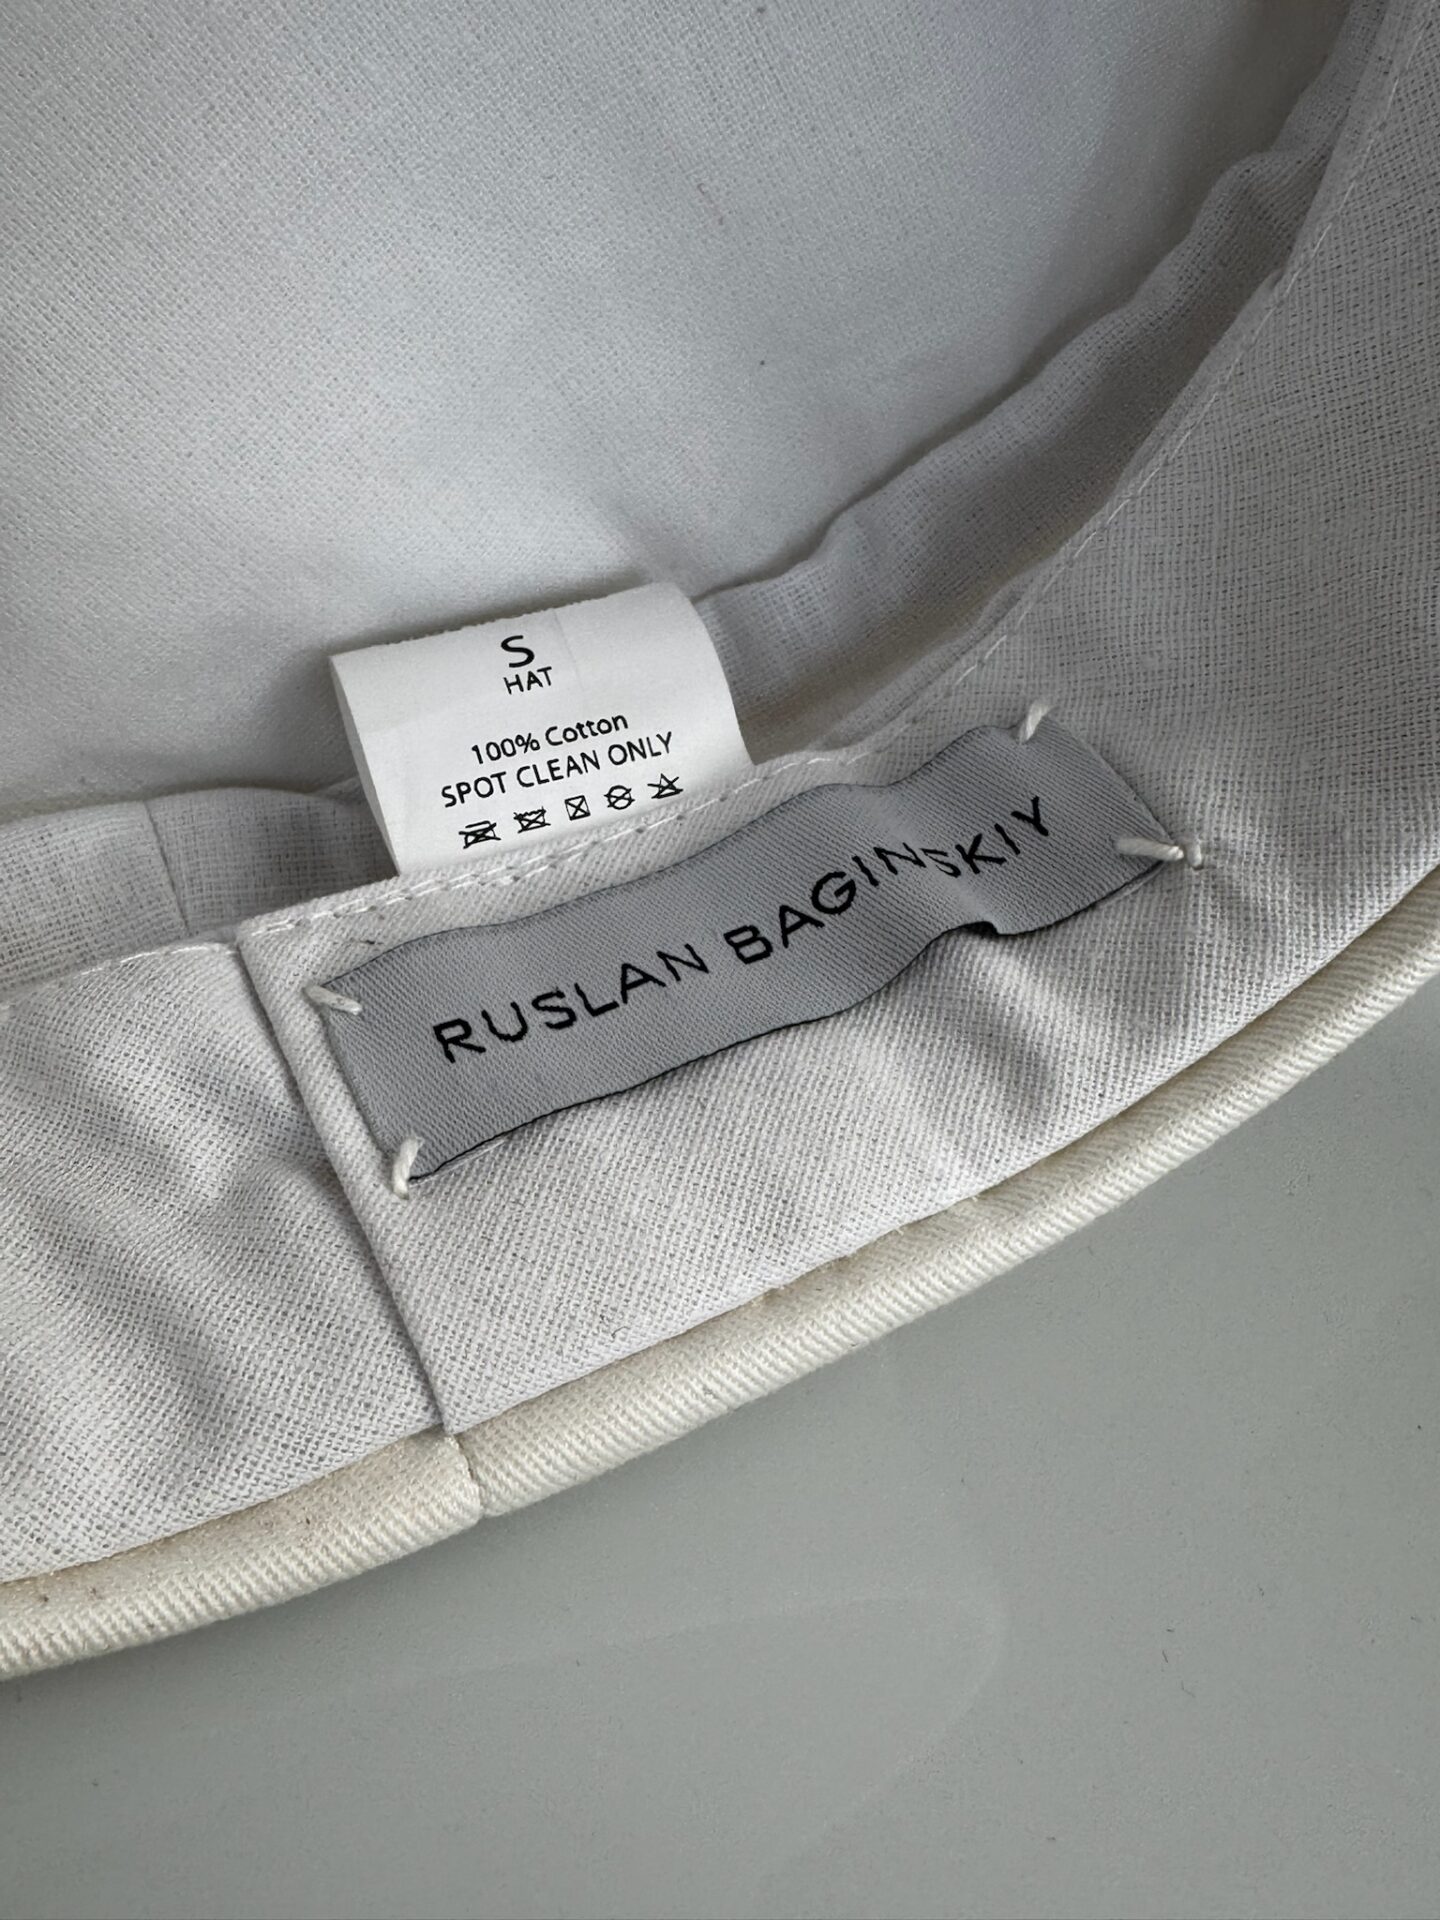 S
HAT
100% Cotton
SPOT CLEAN ONLY
RUSLAN BAGINSKIY